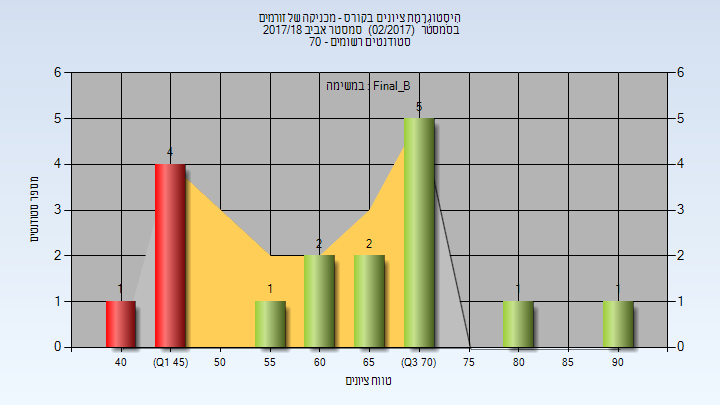 היסטוגרמת ציונים בקורס - מכניקה של זורמים
בסמסטר (02/2017) סמסטר אביב 2017/18
סטודנטים רשומים - 70
במשימה : Final_B
מספר סטודנטים
6 6
5 5
4 4
3 3
2 2
1 1
0 0
1 4 1 2 2 5 1 1
40 (Q1 45) 50 55 60 65 (Q3 70) 75 80 85 90
טווח ציונים